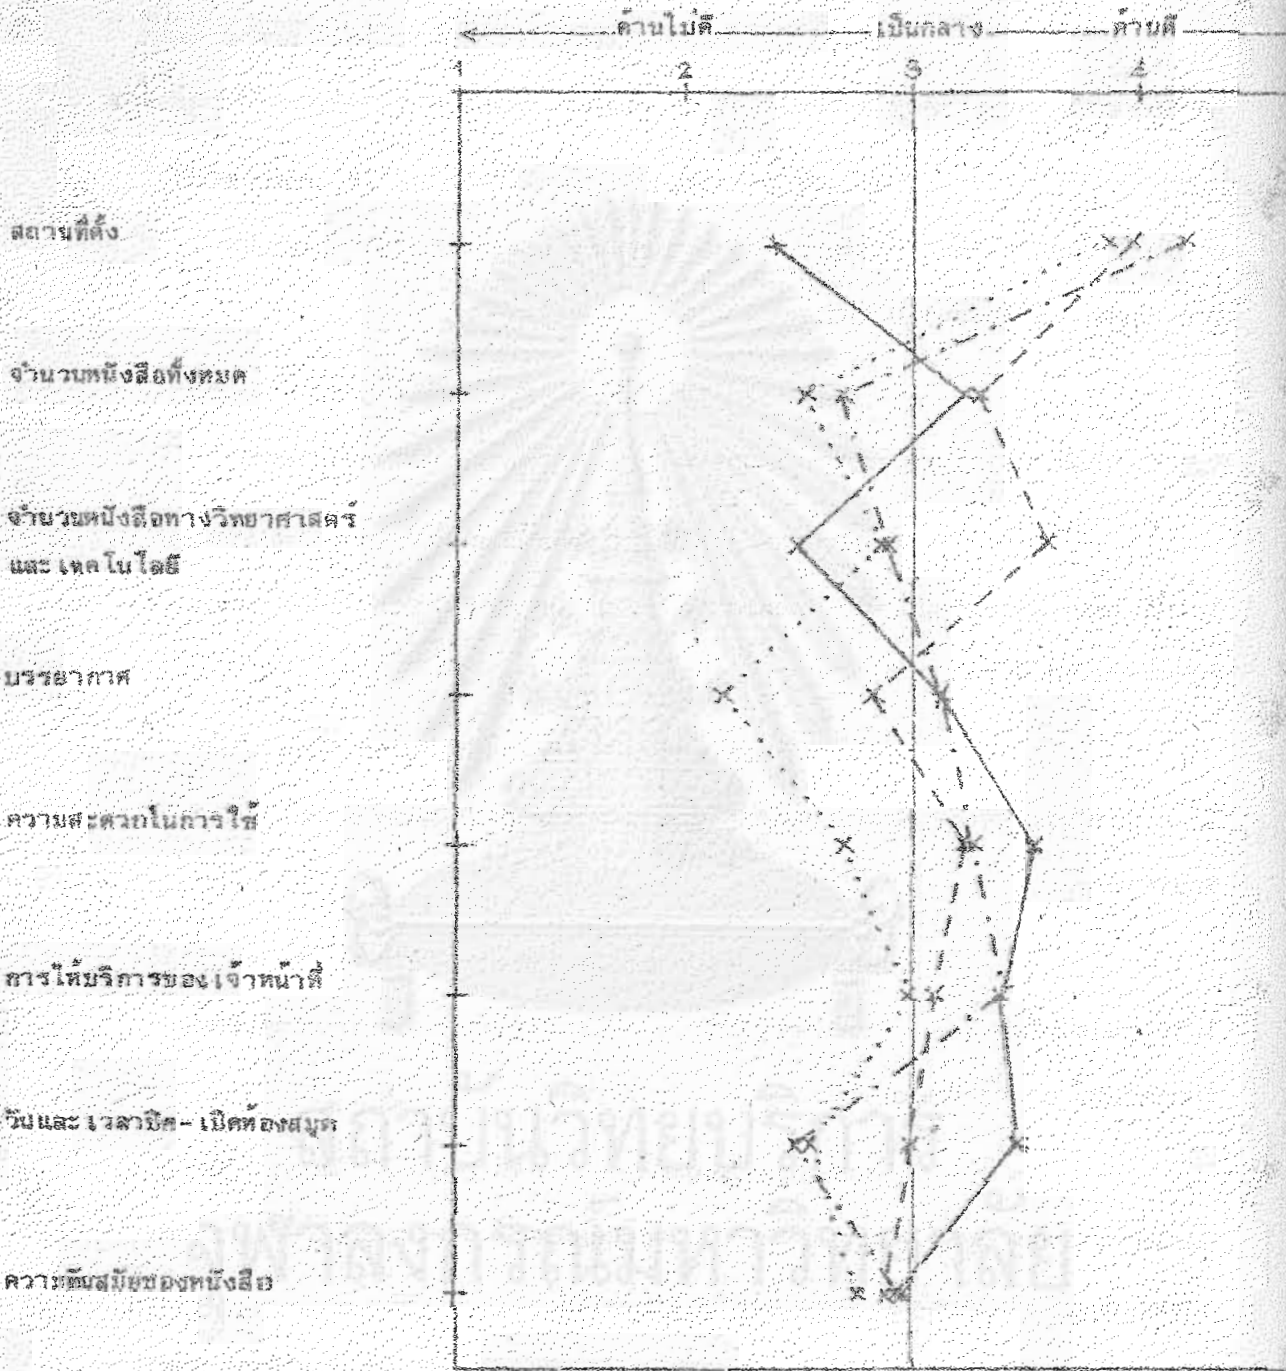 ด้านไม่ดี เป็นกลาง ด้านดี
1 2 3 4
สถานที่ตั้ง
จำนวนหนังสือทั้งหมด
จำนวนหนังสือทางวิทยาศาสตร์
และเทคโนโลยี
บรรยากาศ
ความสะดวกในการใช้
การให้บริการของเจ้าหน้าที่
วันและเวลาปิด-เปิดห้องสมุด
ความทันสมัยของหนังสือ